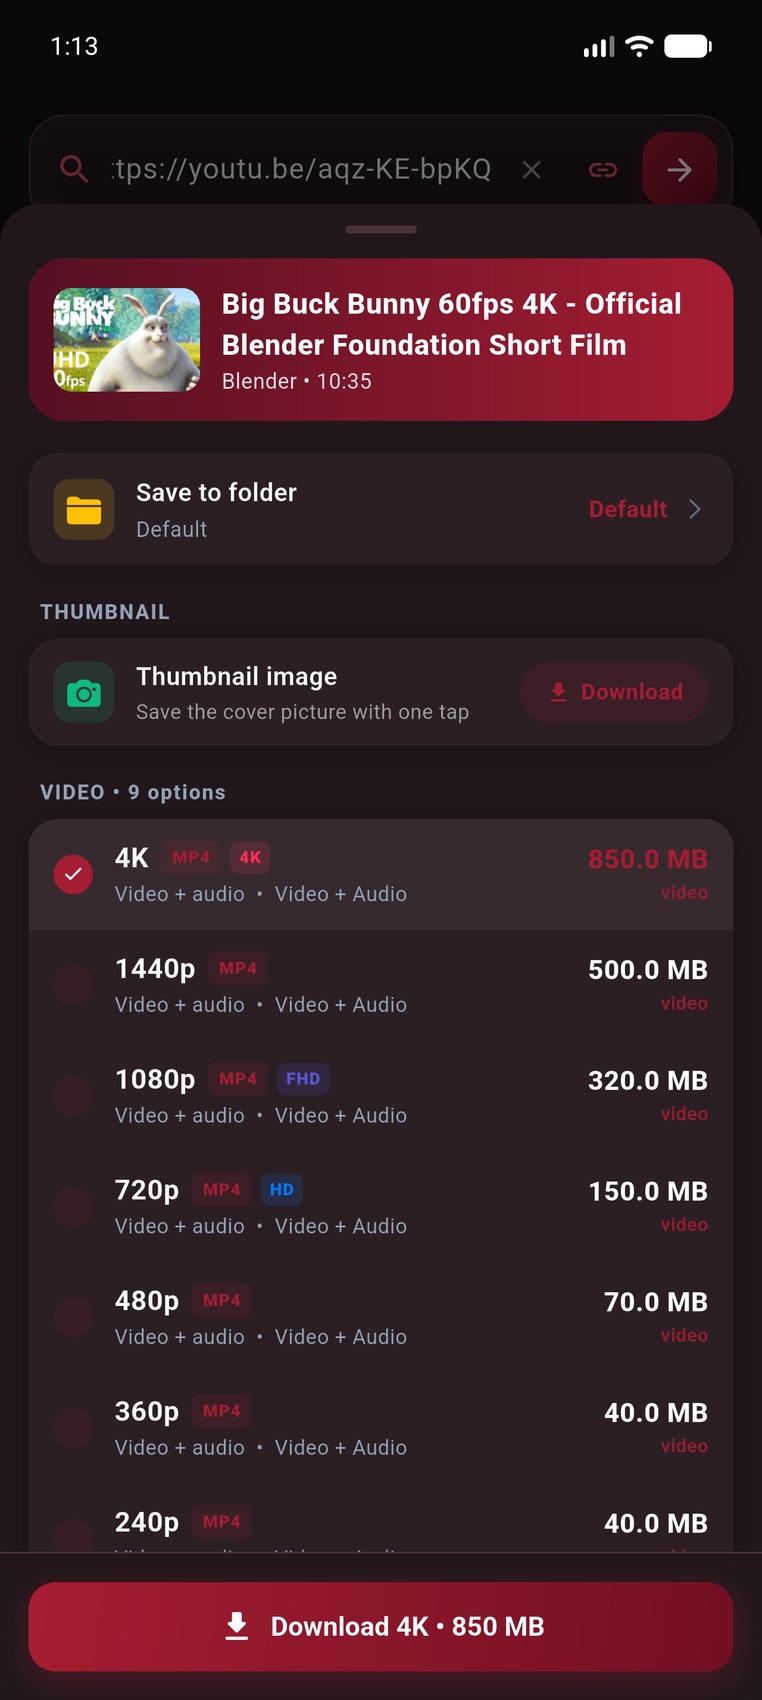 1:13
tps://youtu.be/aqz-KE-bpKQ
Big Buck
BUNNY
HD
0fps
Big Buck Bunny 60fps 4K - Official
Blender Foundation Short Film
Blender • 10:35
Save to folder
Default
Default
THUMBNAIL
Thumbnail image
Save the cover picture with one tap
Download
VIDEO • 9 options
4K MP4 4K
850.0 MB
Video + audio • Video + Audio
video
1440p MP4
500.0 MB
Video + audio • Video + Audio
video
1080p MP4 FHD
320.0 MB
Video + audio • Video + Audio
video
720p MP4 HD
150.0 MB
Video + audio • Video + Audio
video
480p MP4
70.0 MB
Video + audio • Video + Audio
video
360p MP4
40.0 MB
Video + audio • Video + Audio
video
240p MP4
40.0 MB
Download 4K • 850 MB